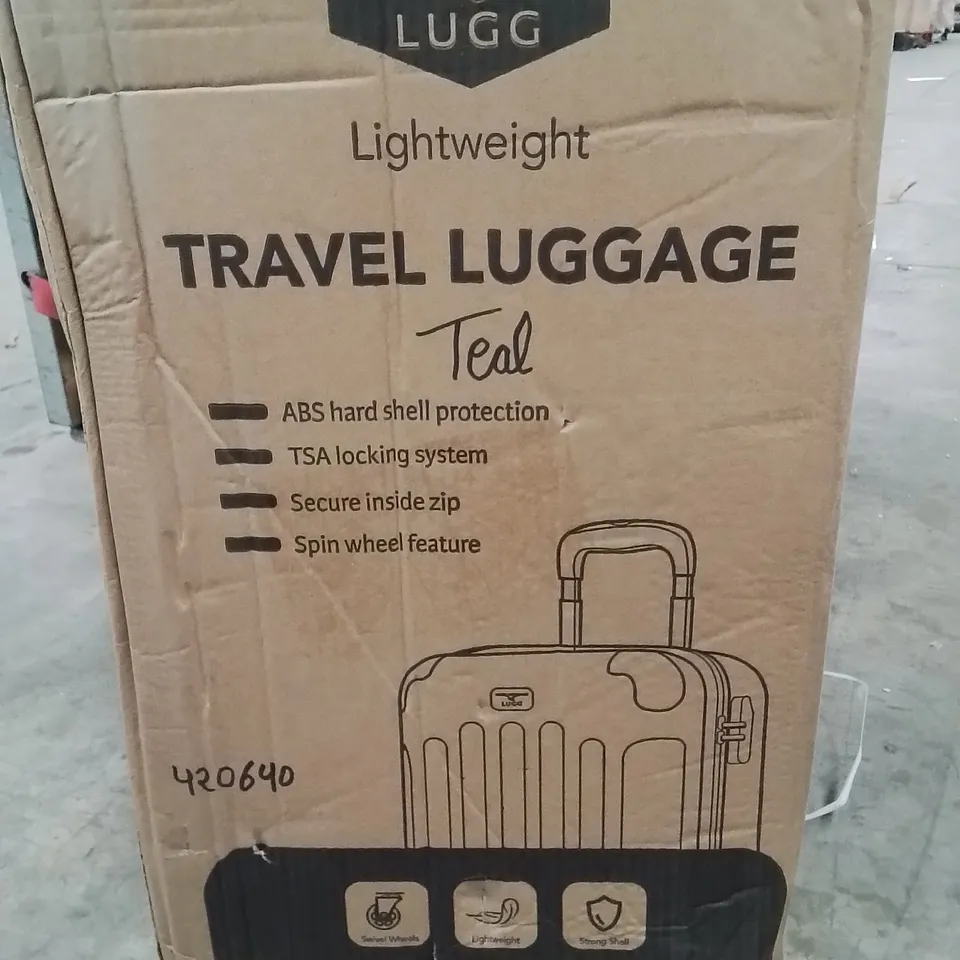 LUGG
Lightweight
TRAVEL LUGGAGE
Teal
ABS hard shell protection
TSA locking system
Secure inside zip
Spin wheel feature
LUGG
420640
Swivel Wheels
Lightweight
Strong Shell